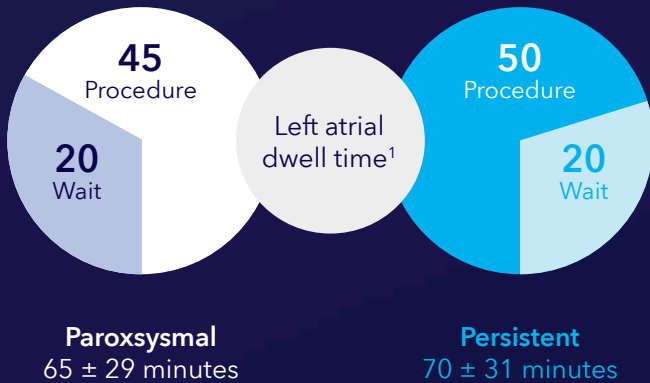 45
Procedure
20
Wait
Left atrial
dwell time¹
50
Procedure
20
Wait
Paroxsysmal
65 ± 29 minutes
Persistent
70 ± 31 minutes